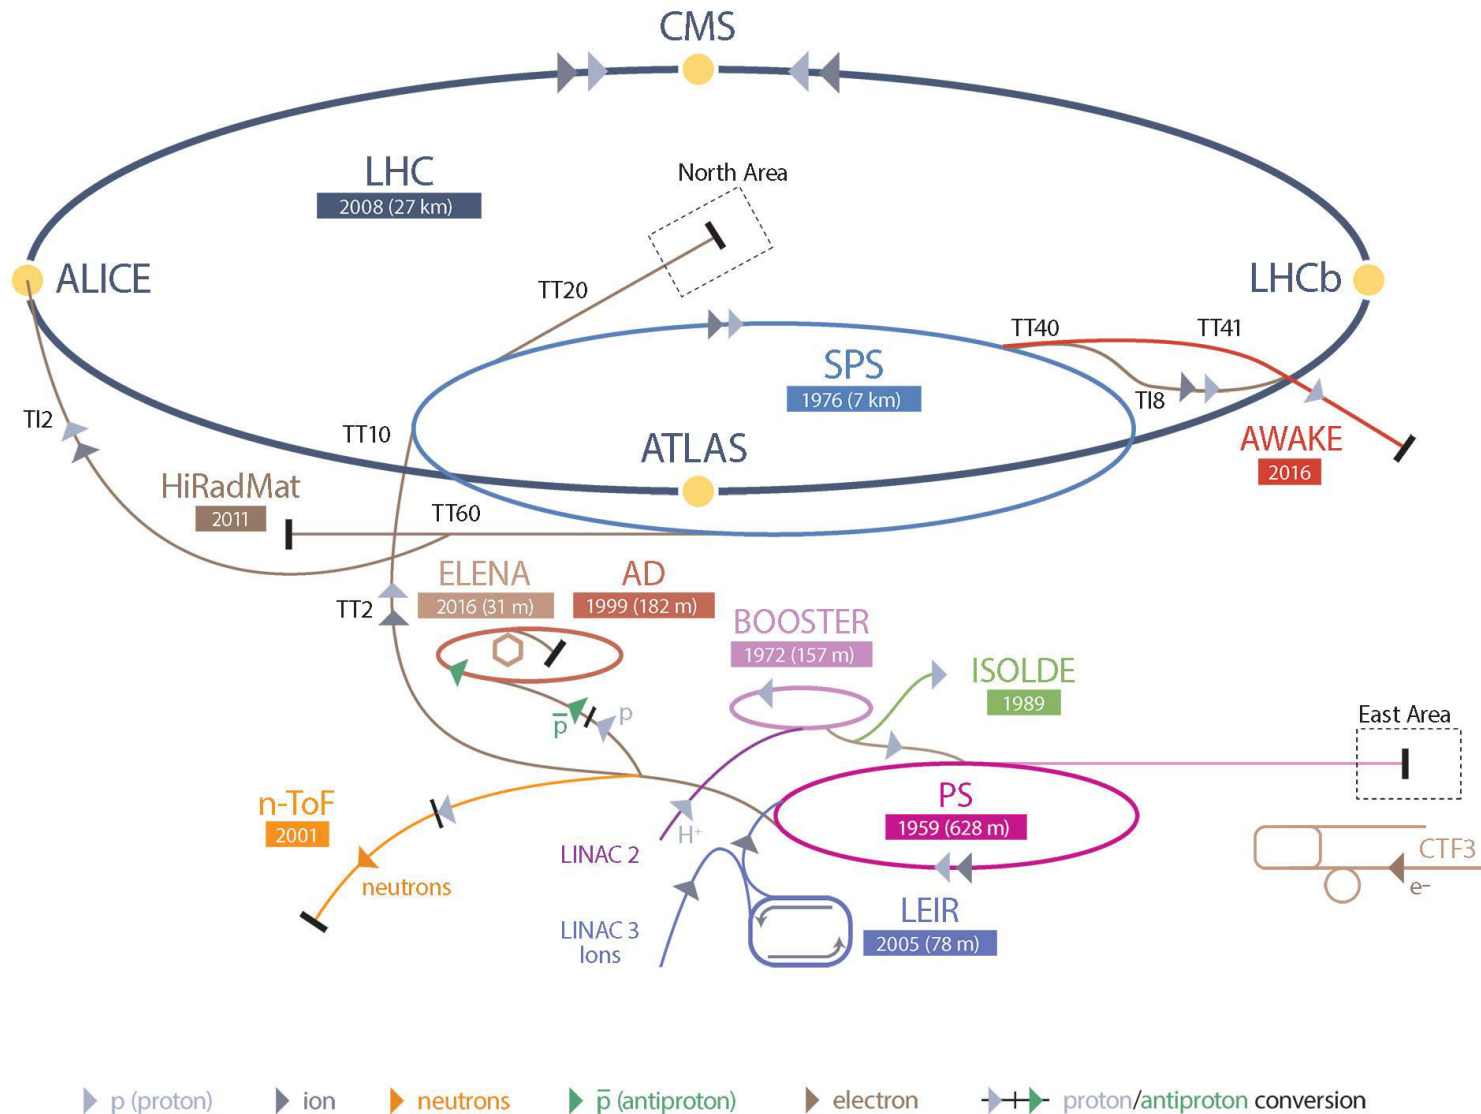 CMS
LHC
2008 (27 km)
North Area
ALICE
LHCb
TT20
TT40
TT41
SPS
1976 (7 km)
TI8
TI2
TT10
ATLAS
AWAKE
2016
HiRadMat
2011
TT60
ELENA
2016 (31 m)
AD
1999 (182 m)
TT2
BOOSTER
1972 (157 m)
ISOLDE
1989
p̅
p
East Area
n-ToF
2001
PS
1959 (628 m)
H⁺
LINAC 2
neutrons
CTF3
e⁻
LEIR
2005 (78 m)
LINAC 3
Ions
p (proton)
ion
neutrons
p̅ (antiproton)
electron
proton/antiproton conversion